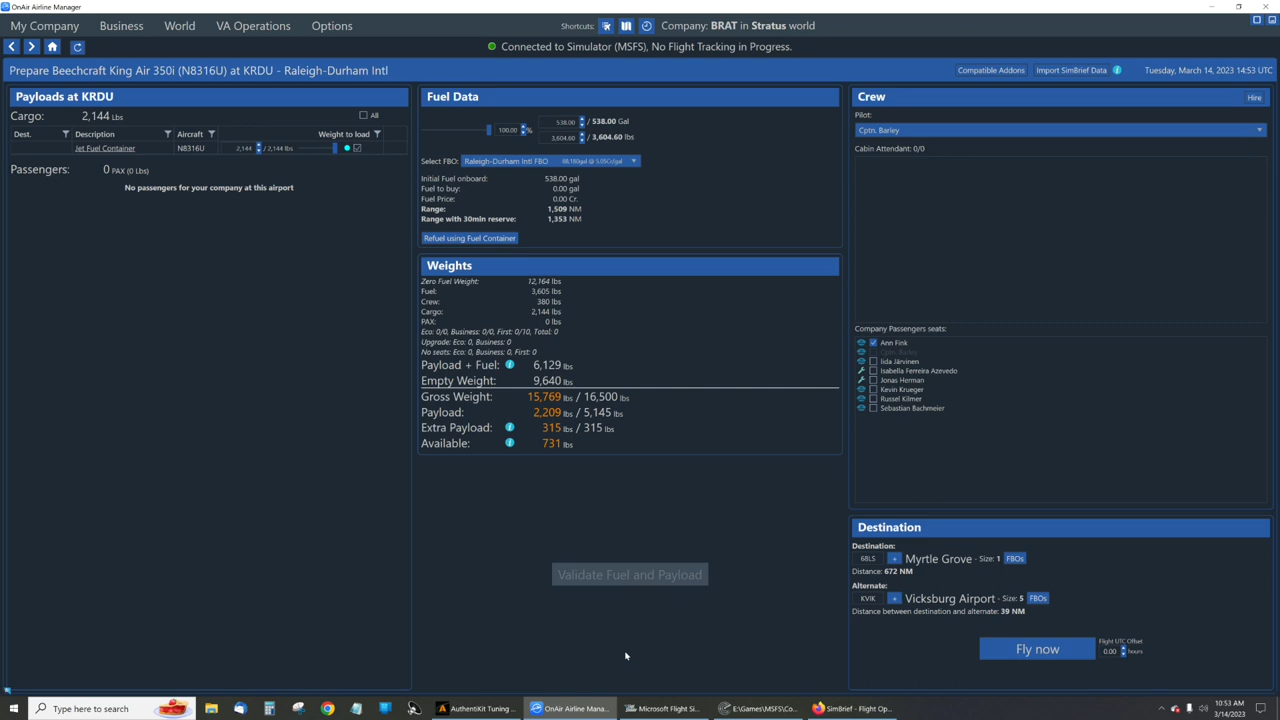 OnAir Airline Manager
My Company Business World VA Operations Options
Shortcuts: Company: BRAT in Stratus world
Connected to Simulator (MSFS), No Flight Tracking in Progress.
Prepare Beechcraft King Air 350i (N8316U) at KRDU - Raleigh-Durham Intl
Compatible Addons Import SimBrief Data Tuesday, March 14, 2023 14:53 UTC
Payloads at KRDU
Cargo: 2,144 Lbs All
Dest. Description Aircraft Weight to load
Jet Fuel Container N8316U 2,144 / 2,144 lbs
Passengers: 0 PAX (0 Lbs)
No passengers for your company at this airport
Fuel Data
100.00 % 538.00 / 538.00 Gal
3,604.60 / 3,604.60 lbs
Select FBO: Raleigh-Durham Intl FBO 88,180gal @ 5.05Cr/gal
Initial Fuel onboard: 538.00 gal
Fuel to buy: 0.00 gal
Fuel Price: 0.00 Cr.
Range: 1,509 NM
Range with 30min reserve: 1,353 NM
Refuel using Fuel Container
Weights
Zero Fuel Weight: 12,164 lbs
Fuel: 3,605 lbs
Crew: 380 lbs
Cargo: 2,144 lbs
PAX: 0 lbs
Eco: 0/0, Business: 0/0, First: 0/10, Total: 0
Upgrade: Eco: 0, Business: 0
No seats: Eco: 0, Business: 0, First: 0
Payload + Fuel: 6,129 lbs
Empty Weight: 9,640 lbs
Gross Weight: 15,769 lbs / 16,500 lbs
Payload: 2,209 lbs / 5,145 lbs
Extra Payload: 315 lbs / 315 lbs
Available: 731 lbs
Validate Fuel and Payload
Crew Hire
Pilot:
Cptn. Barley
Cabin Attendant: 0/0
Company Passengers seats:
Ann Fink
Cptn. Barley
Iida Järvinen
Isabella Ferreira Azevedo
Jonas Herman
Kevin Krueger
Russel Kilmer
Sebastian Bachmeier
Destination
Destination:
68LS + Myrtle Grove - Size: 1 FBOs
Distance: 672 NM
Alternate:
KVIK + Vicksburg Airport - Size: 5 FBOs
Distance between destination and alternate: 39 NM
Fly now
Flight UTC Offset
0.00 hours
Type here to search
AuthentiKit Tuning ...
OnAir Airline Mana...
Microsoft Flight Si...
E:\Games\MSFS\Co...
SimBrief - Flight Op...
10:53 AM
3/14/2023